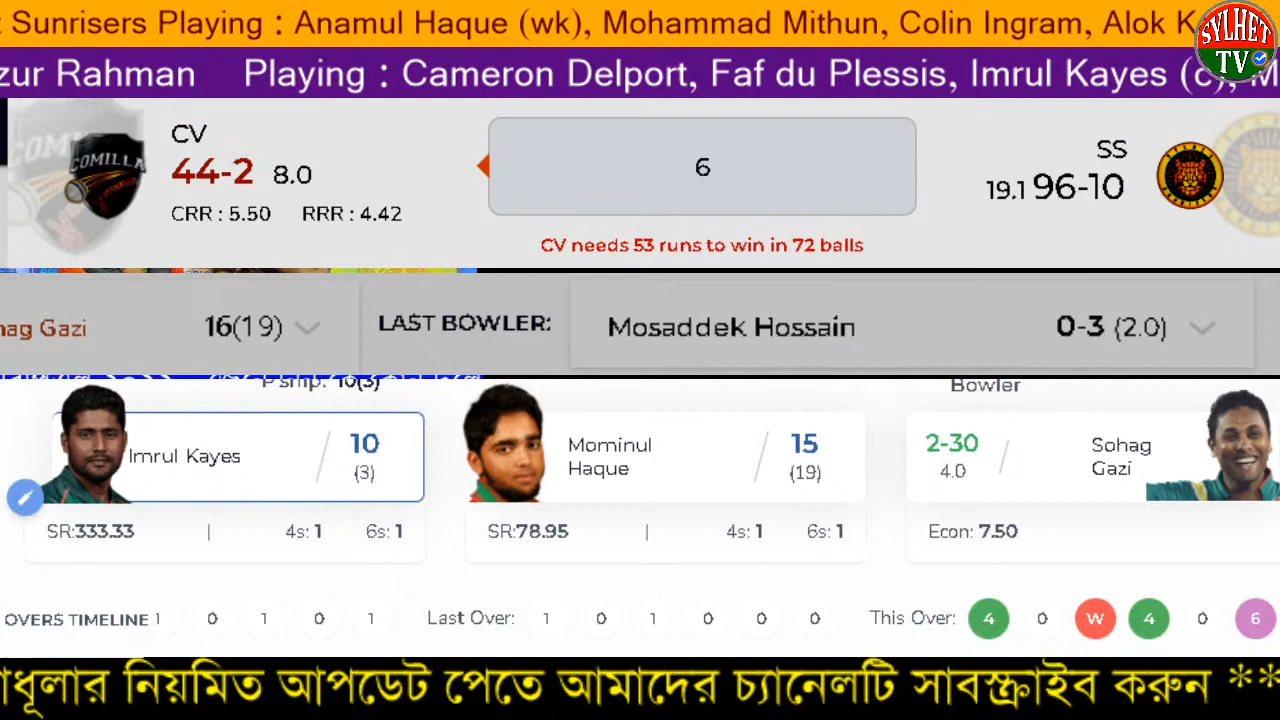 Sunrisers Playing : Anamul Haque (wk), Mohammad Mithun, Colin Ingram, Alok K
SYLHET
TV
zur Rahman Playing : Cameron Delport, Faf du Plessis, Imrul Kayes (c), M
COMILLA
CV
44-2 8.0
CRR : 5.50 RRR : 4.42
6
CV needs 53 runs to win in 72 balls
SS
19.1 96-10
hag Gazi 16(19) LAST BOWLER: Mosaddek Hossain 0-3 (2.0)
P'ship: 10(3) Bowler
Imrul Kayes 10 (3)
SR:333.33 | 4s: 1 6s: 1
Mominul Haque 15 (19)
SR:78.95 | 4s: 1 6s: 1
2-30 4.0 Sohag Gazi
Econ: 7.50
OVERS TIMELINE 1 0 1 0 1 Last Over: 1 0 1 0 0 0 This Over: 4 0 W 4 0 6
াধূলার নিয়মিত আপডেট পেতে আমাদের চ্যানেলটি সাবস্ক্রাইব করুন **